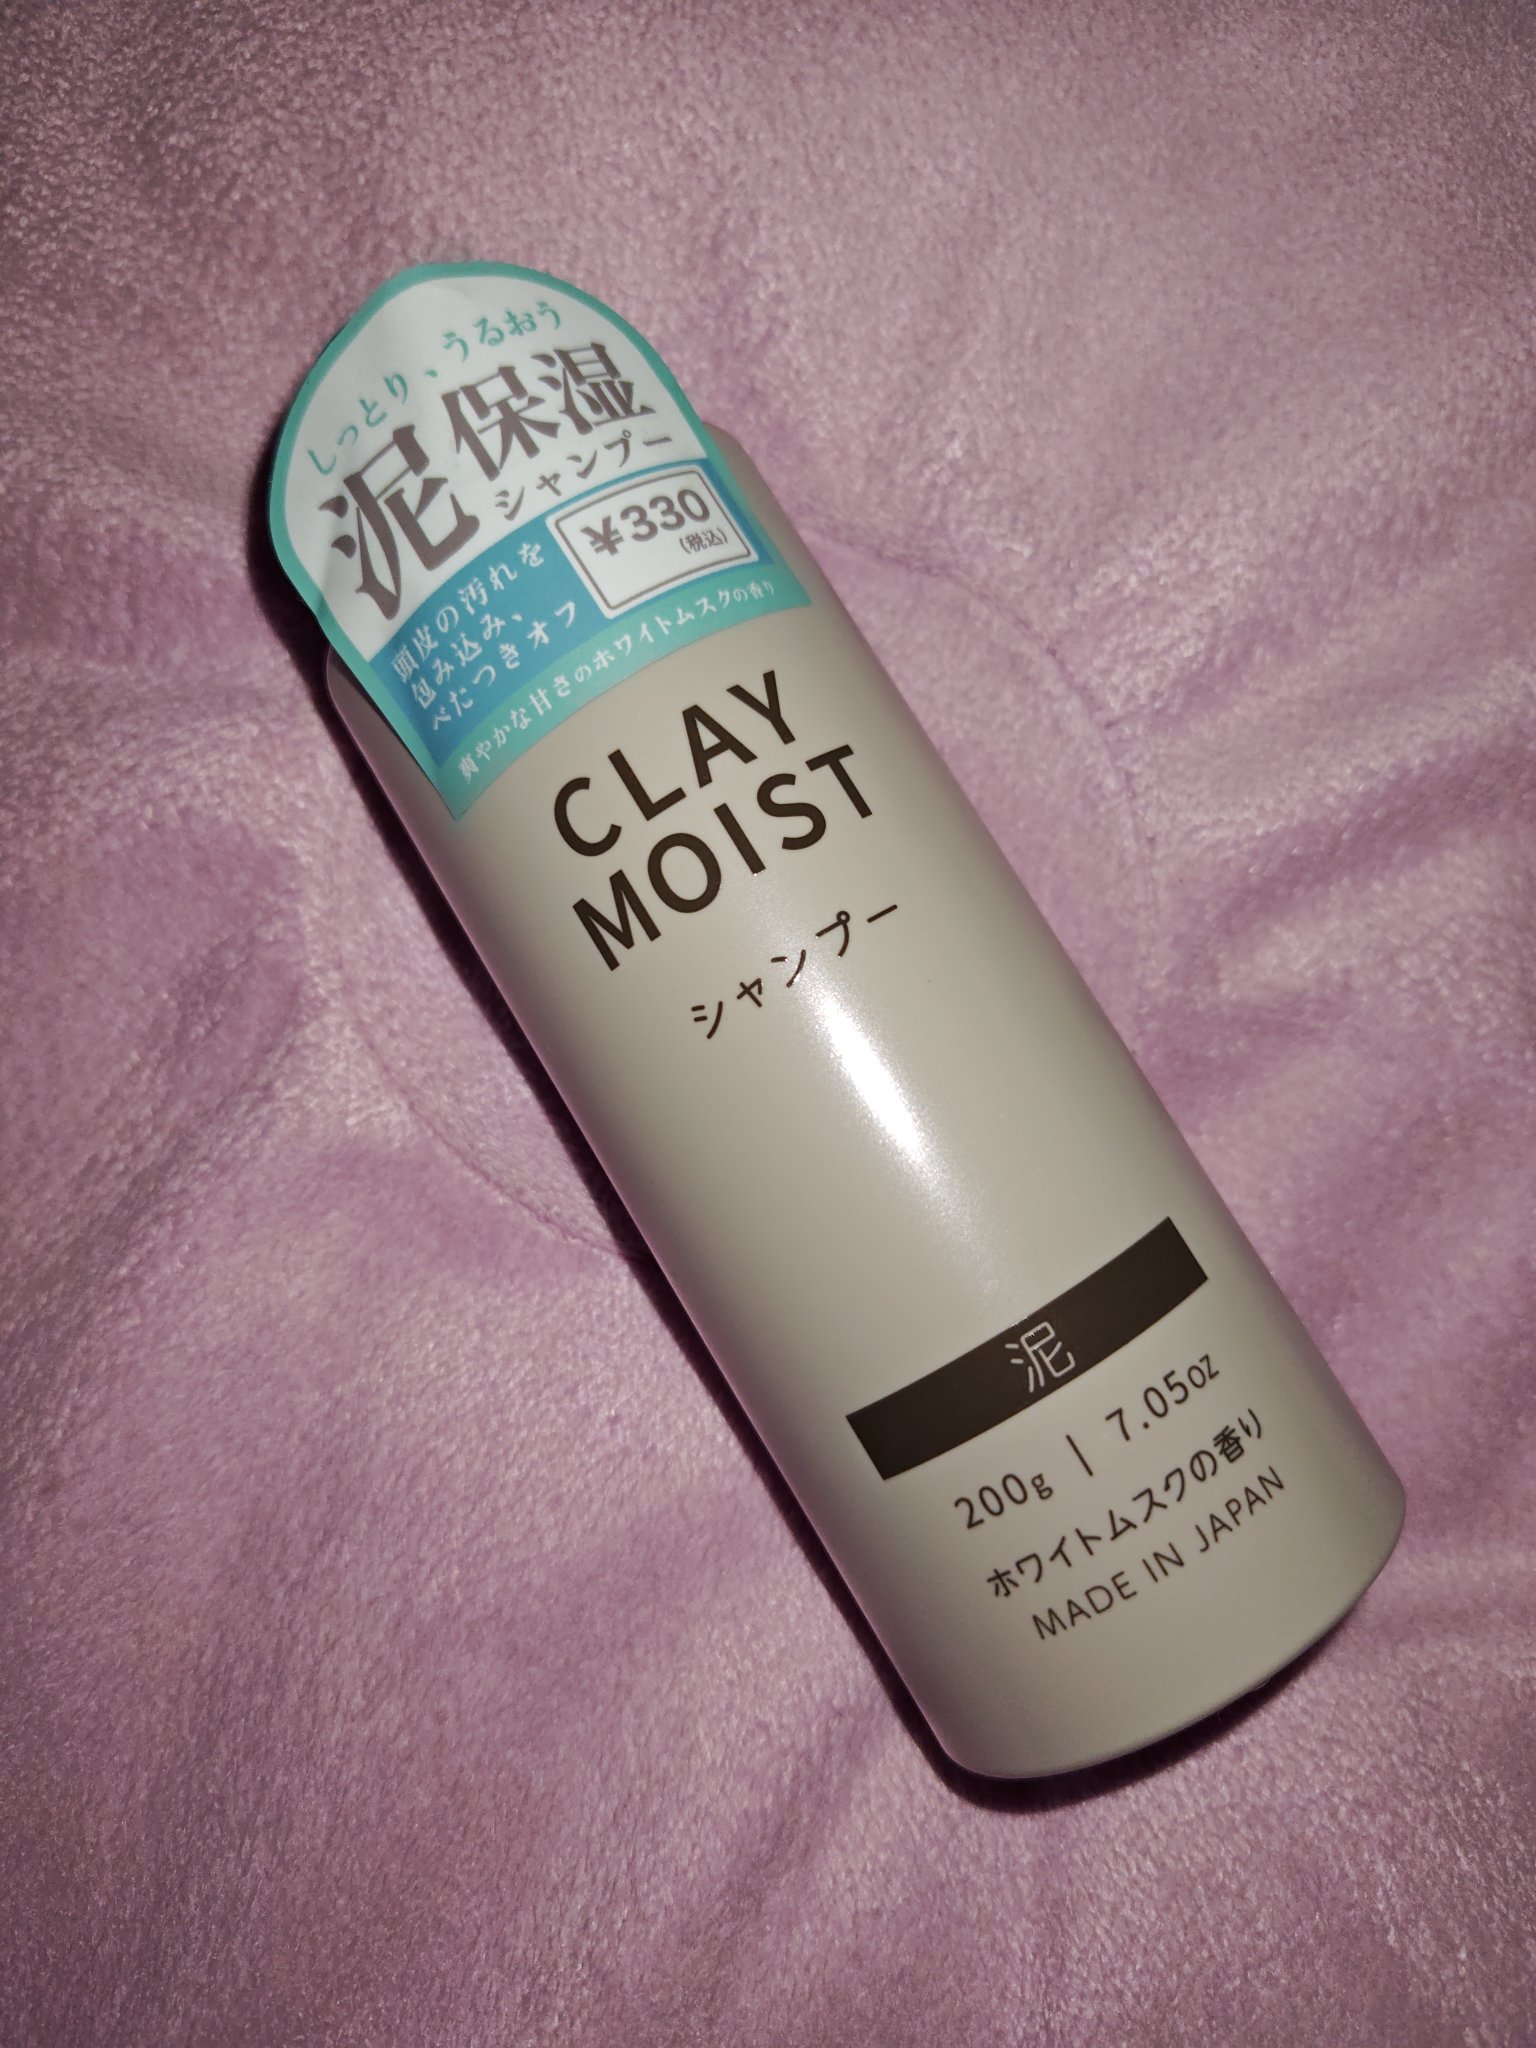 しっとり、うるおう
泥保湿
シャンプー
¥330
(税込)
頭皮の汚れを
包み込み、
べたつきオフ
爽やかな甘さのホワイトムスクの香り
CLAY
MOIST
シャンプー
泥
200g | 7.05oz
ホワイトムスクの香り
MADE IN JAPAN